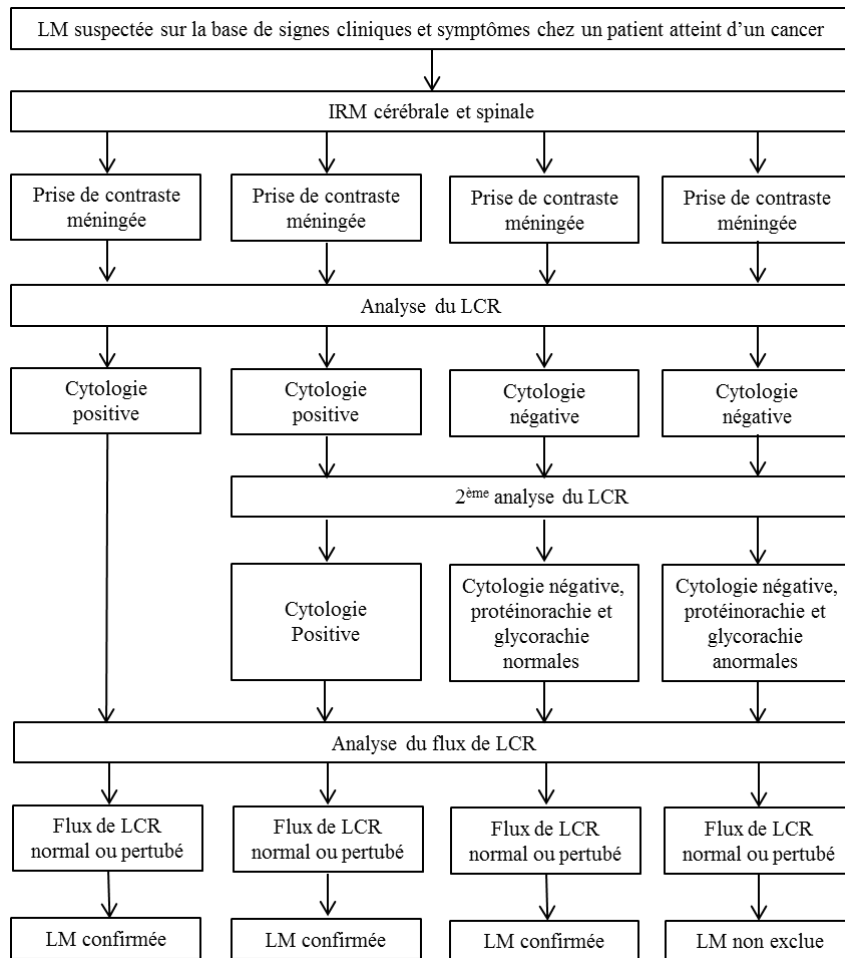 LM suspectée sur la base de signes cliniques et symptômes chez un patient atteint d’un cancer
IRM cérébrale et spinale
Prise de contraste
méningée
Prise de contraste
méningée
Prise de contraste
méningée
Prise de contraste
méningée
Analyse du LCR
Cytologie
positive
Cytologie
positive
Cytologie
négative
Cytologie
négative
2ème analyse du LCR
Cytologie
Positive
Cytologie négative,
protéinorachie et
glycorachie
normales
Cytologie négative,
protéinorachie et
glycorachie
anormales
Analyse du flux de LCR
Flux de LCR
normal ou pertubé
Flux de LCR
normal ou pertubé
Flux de LCR
normal ou pertubé
Flux de LCR
normal ou pertubé
LM confirmée
LM confirmée
LM confirmée
LM non exclue